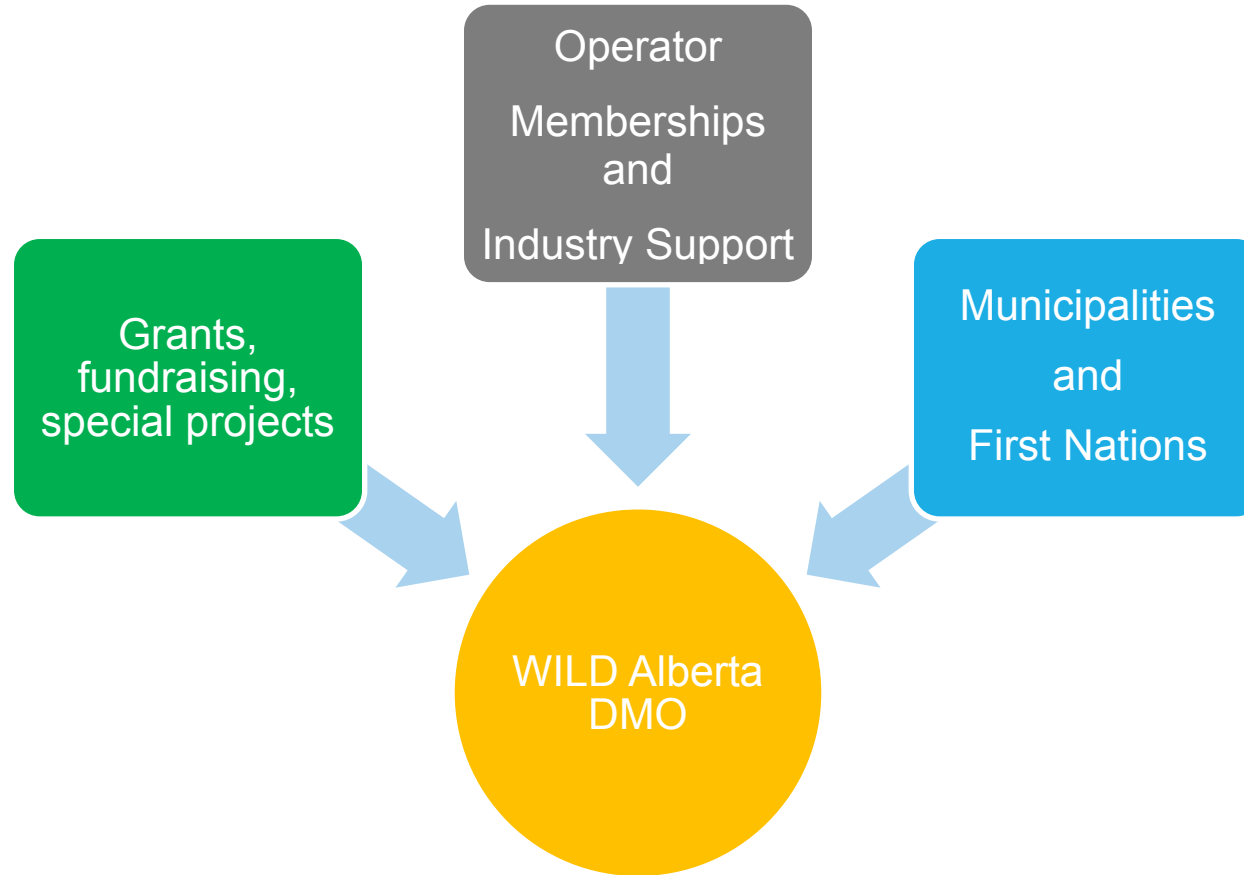 Operator
Memberships
and
Industry Support
Grants,
fundraising,
special projects
Municipalities
and
First Nations
WILD Alberta
DMO